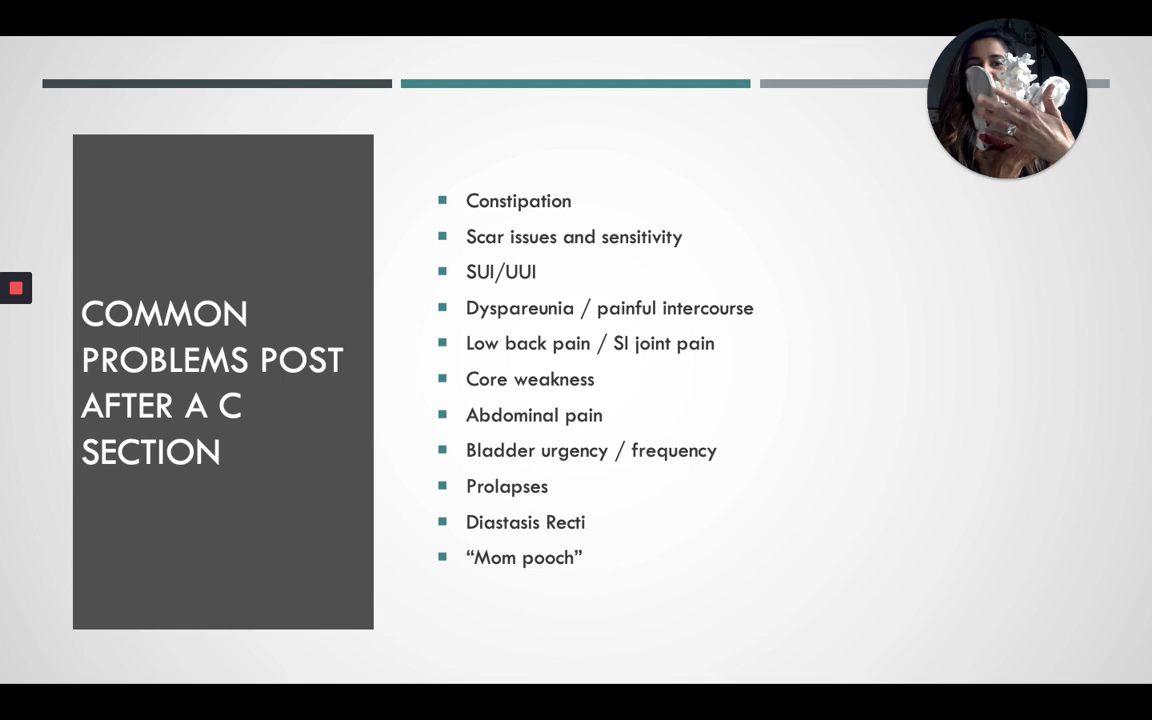 COMMON
PROBLEMS POST
AFTER A C
SECTION
Constipation
Scar issues and sensitivity
SUI/UUI
Dyspareunia / painful intercourse
Low back pain / SI joint pain
Core weakness
Abdominal pain
Bladder urgency / frequency
Prolapses
Diastasis Recti
“Mom pooch”